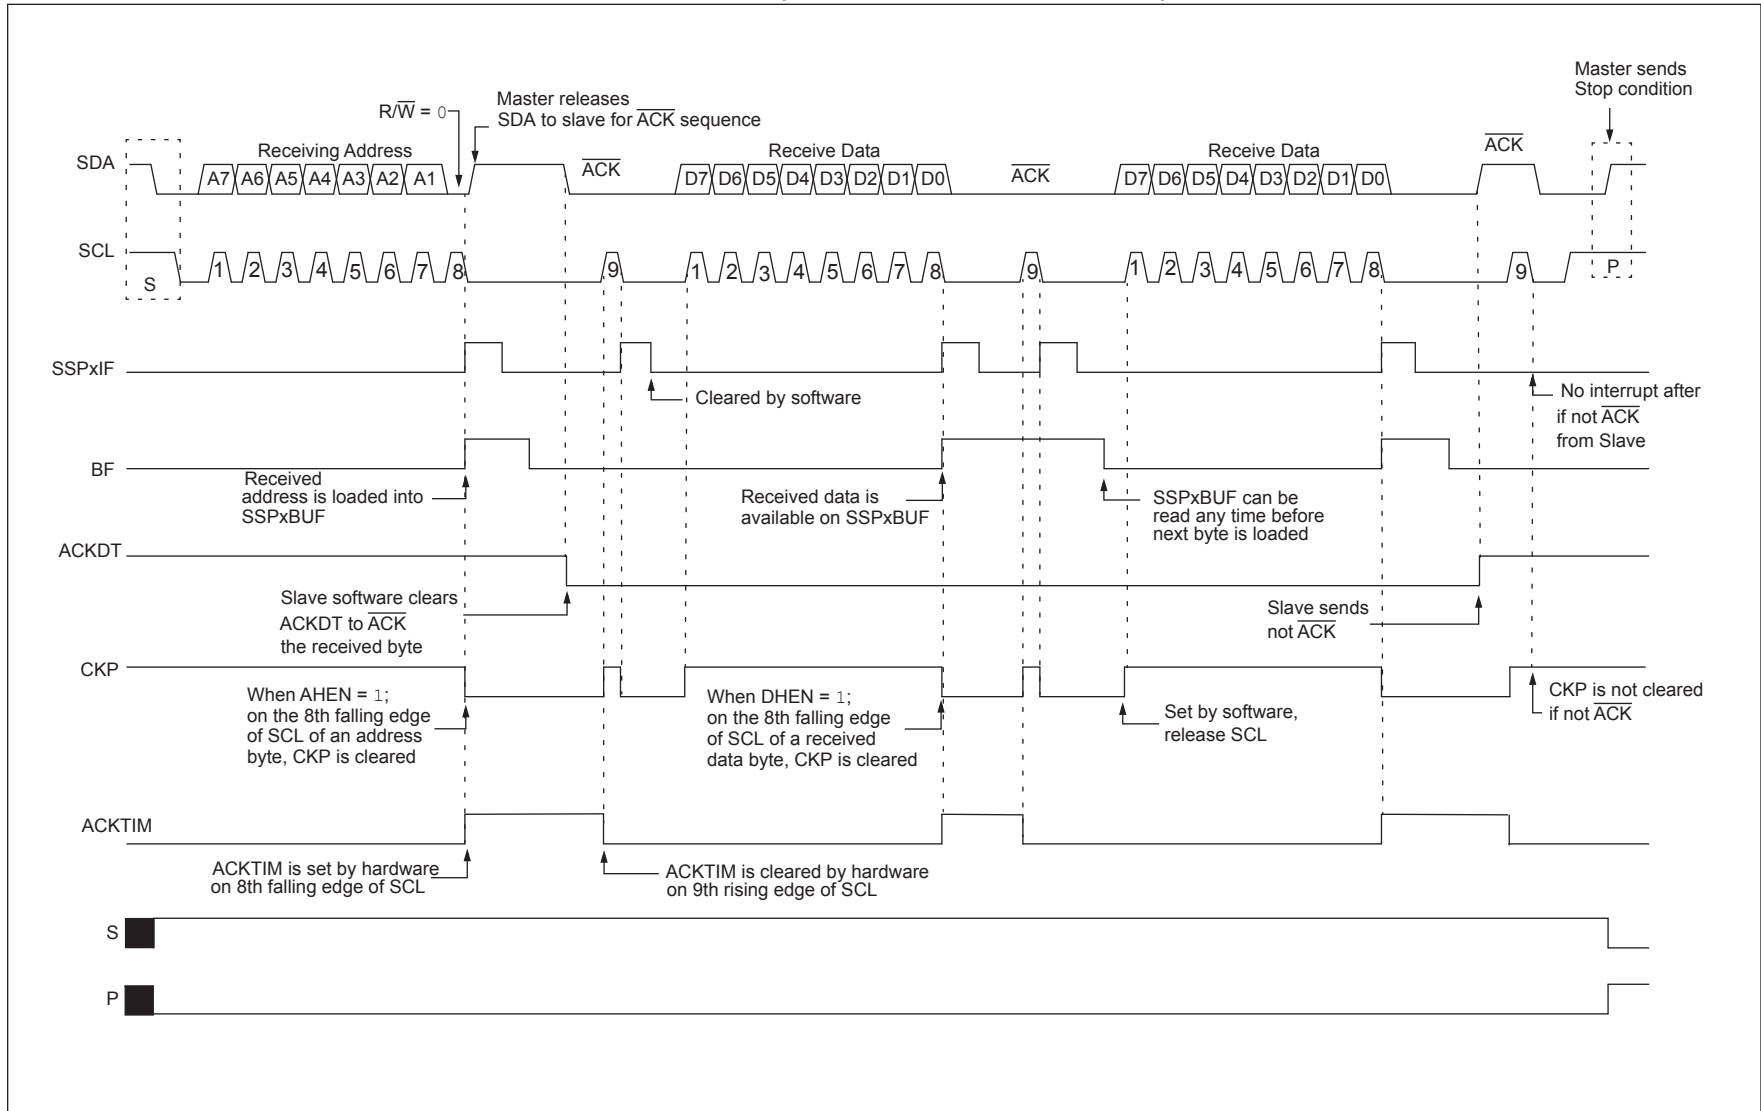 Master sends
Stop condition
R/W̅ = 0
Master releases
SDA to slave for A̅C̅K̅ sequence
SDA
Receiving Address
A7 A6 A5 A4 A3 A2 A1
A̅C̅K̅
Receive Data
D7 D6 D5 D4 D3 D2 D1 D0
A̅C̅K̅
Receive Data
D7 D6 D5 D4 D3 D2 D1 D0
A̅C̅K̅
SCL
S
1 2 3 4 5 6 7 8 9
1 2 3 4 5 6 7 8 9
1 2 3 4 5 6 7 8 9
P
SSPxIF
Cleared by software
No interrupt after
if not A̅C̅K̅
from Slave
BF
Received
address is loaded into
SSPxBUF
Received data is
available on SSPxBUF
SSPxBUF can be
read any time before
next byte is loaded
ACKDT
Slave software clears
ACKDT to A̅C̅K̅
the received byte
Slave sends
not A̅C̅K̅
CKP
When AHEN = 1;
on the 8th falling edge
of SCL of an address
byte, CKP is cleared
When DHEN = 1;
on the 8th falling edge
of SCL of a received
data byte, CKP is cleared
Set by software,
release SCL
CKP is not cleared
if not A̅C̅K̅
ACKTIM
ACKTIM is set by hardware
on 8th falling edge of SCL
ACKTIM is cleared by hardware
on 9th rising edge of SCL
S
P